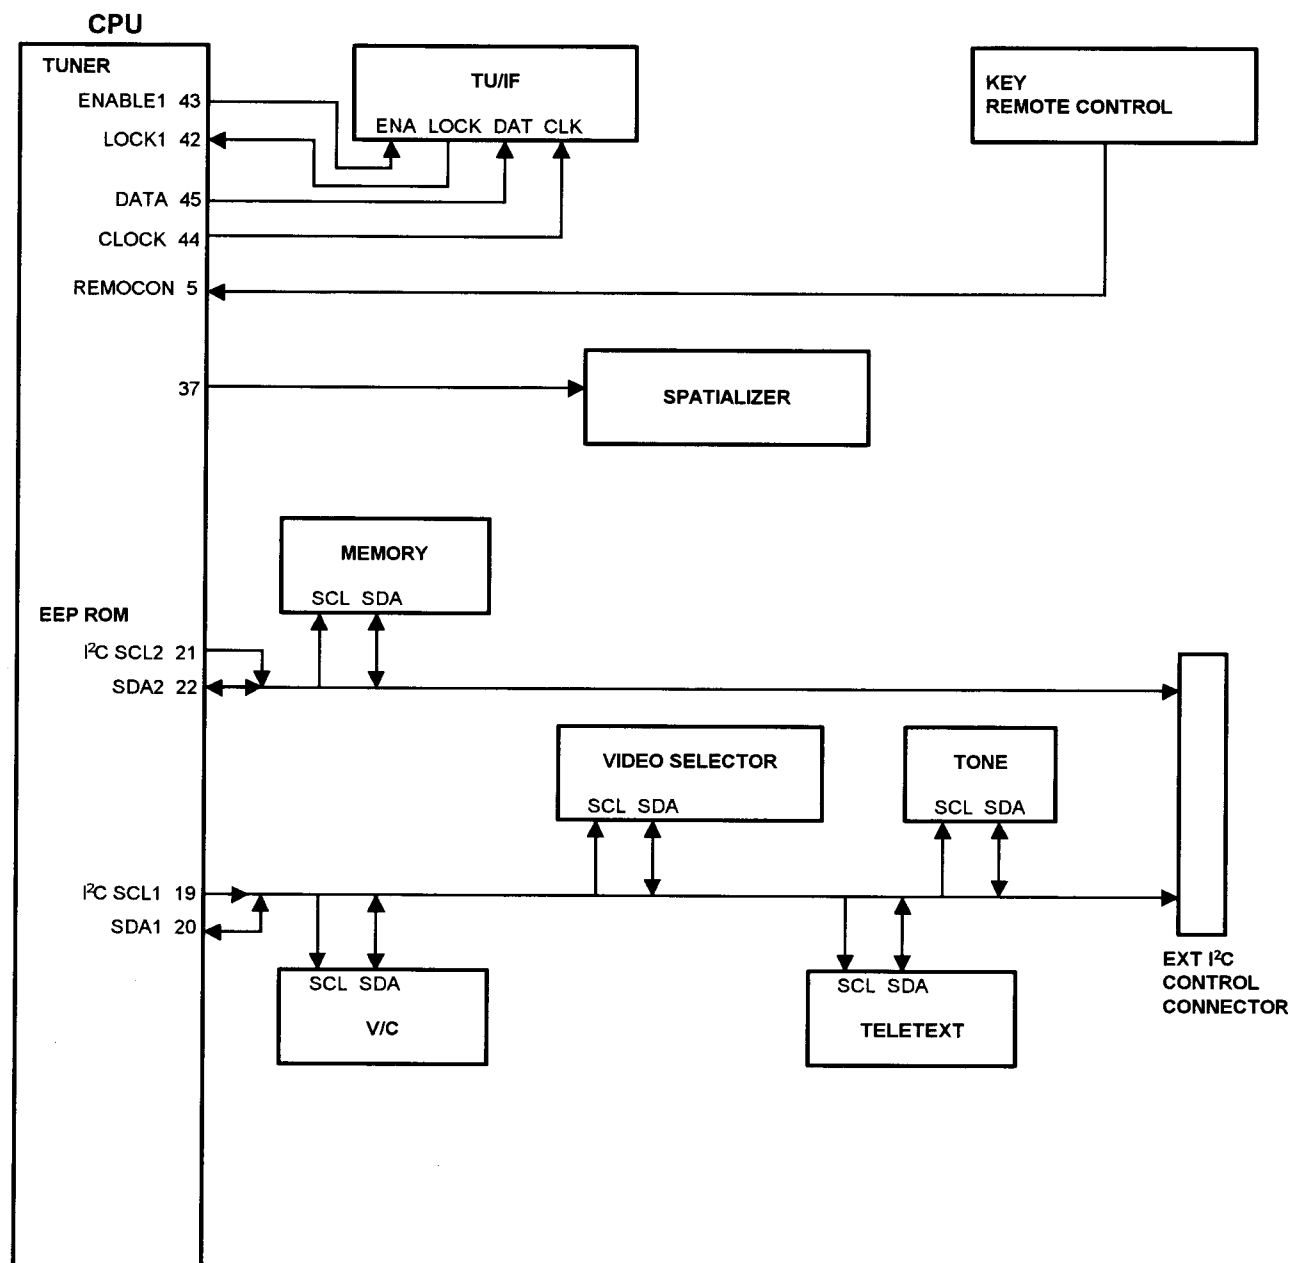 CPU
TUNER
ENABLE1 43
LOCK1 42
DATA 45
CLOCK 44
REMOCON 5
37
TU/IF
ENA LOCK DAT CLK
KEY
REMOTE CONTROL
SPATIALIZER
MEMORY
SCL SDA
EEP ROM
I²C SCL2 21
SDA2 22
VIDEO SELECTOR
SCL SDA
TONE
SCL SDA
I²C SCL1 19
SDA1 20
SCL SDA
V/C
SCL SDA
TELETEXT
EXT I²C
CONTROL
CONNECTOR